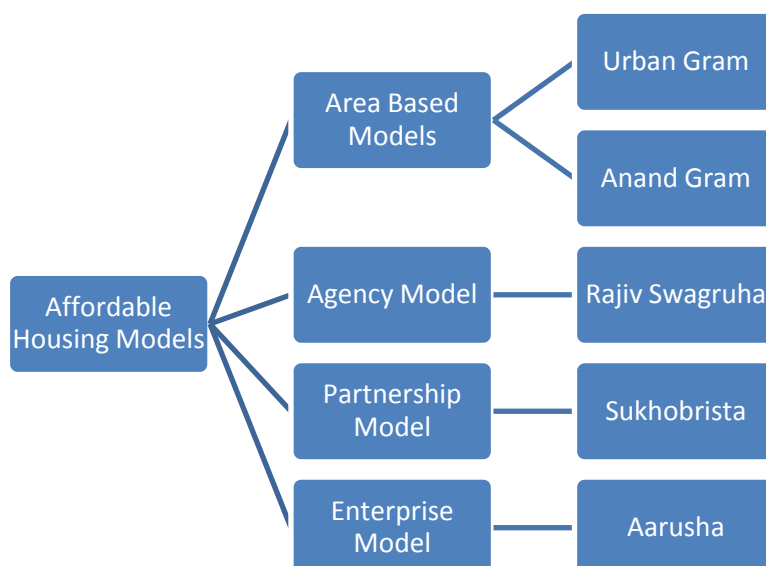 Affordable
Housing Models
Area Based
Models
Urban Gram
Anand Gram
Agency Model
Rajiv Swagruha
Partnership
Model
Sukhobrista
Enterprise
Model
Aarusha